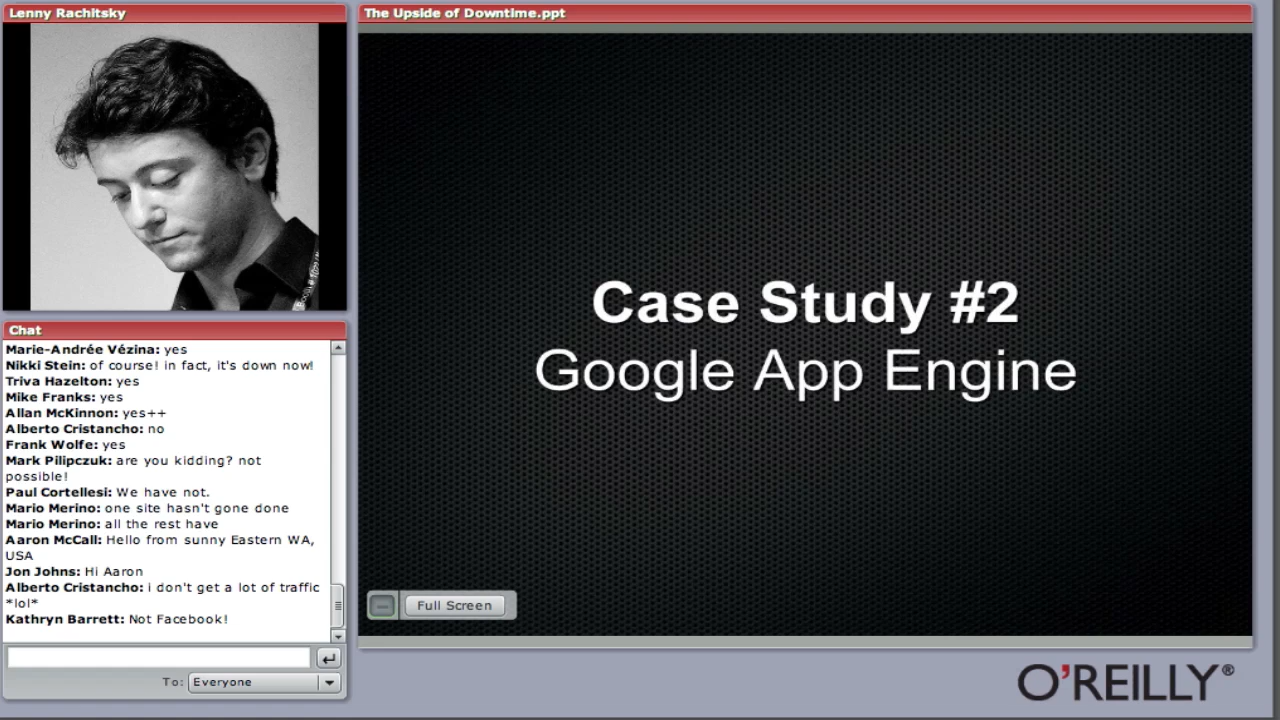 Lenny Rachitsky
The Upside of Downtime.ppt
Case Study #2
Google App Engine
Full Screen
Chat
Marie-Andrée Vézina: yes
Nikki Stein: of course! in fact, it's down now!
Triva Hazelton: yes
Mike Franks: yes
Allan McKinnon: yes++
Alberto Cristancho: no
Frank Wolfe: yes
Mark Pilipczuk: are you kidding? not
possible!
Paul Cortellesi: We have not.
Mario Merino: one site hasn't gone done
Mario Merino: all the rest have
Aaron McCall: Hello from sunny Eastern WA,
USA
Jon Johns: Hi Aaron
Alberto Cristancho: i don't get a lot of traffic
*lol*
Kathryn Barrett: Not Facebook!
To: Everyone
O'REILLY®